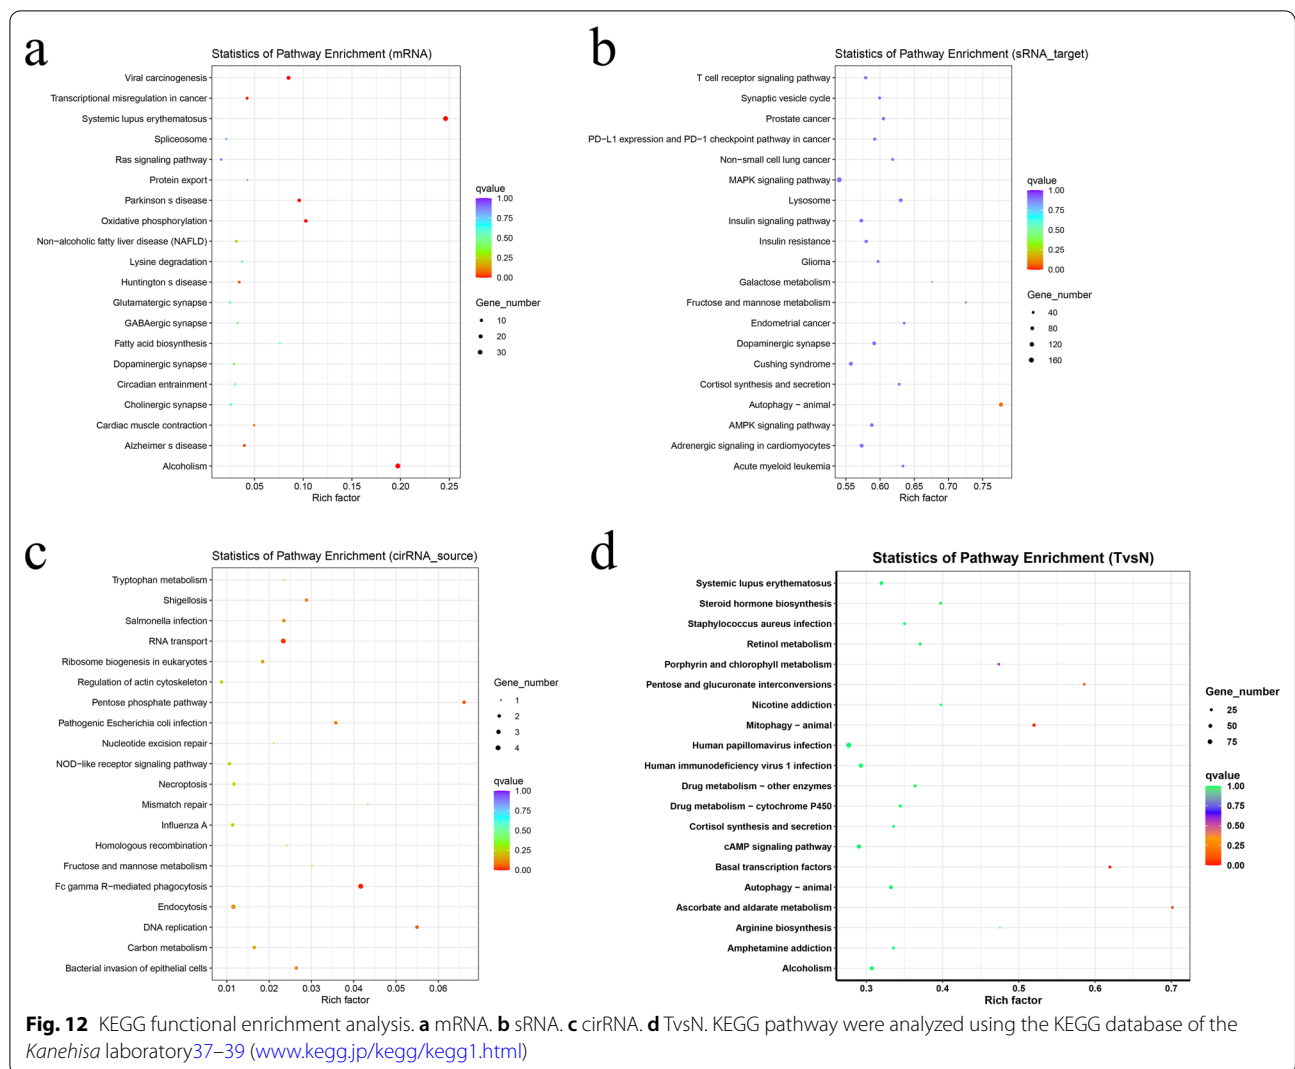 a
Statistics of Pathway Enrichment (mRNA)
Viral carcinogenesis
Transcriptional misregulation in cancer
Systemic lupus erythematosus
Spliceosome
Ras signaling pathway
Protein export
Parkinson s disease
Oxidative phosphorylation
Non−alcoholic fatty liver disease (NAFLD)
Lysine degradation
Huntington s disease
Glutamatergic synapse
GABAergic synapse
Fatty acid biosynthesis
Dopaminergic synapse
Circadian entrainment
Cholinergic synapse
Cardiac muscle contraction
Alzheimer s disease
Alcoholism
0.05 0.10 0.15 0.20 0.25
Rich factor
qvalue
1.00
0.75
0.50
0.25
0.00
Gene_number
10
20
30
b
Statistics of Pathway Enrichment (sRNA_target)
T cell receptor signaling pathway
Synaptic vesicle cycle
Prostate cancer
PD−L1 expression and PD−1 checkpoint pathway in cancer
Non−small cell lung cancer
MAPK signaling pathway
Lysosome
Insulin signaling pathway
Insulin resistance
Glioma
Galactose metabolism
Fructose and mannose metabolism
Endometrial cancer
Dopaminergic synapse
Cushing syndrome
Cortisol synthesis and secretion
Autophagy − animal
AMPK signaling pathway
Adrenergic signaling in cardiomyocytes
Acute myeloid leukemia
0.55 0.60 0.65 0.70 0.75
Rich factor
qvalue
1.00
0.75
0.50
0.25
0.00
Gene_number
40
80
120
160
c
Statistics of Pathway Enrichment (cirRNA_source)
Tryptophan metabolism
Shigellosis
Salmonella infection
RNA transport
Ribosome biogenesis in eukaryotes
Regulation of actin cytoskeleton
Pentose phosphate pathway
Pathogenic Escherichia coli infection
Nucleotide excision repair
NOD−like receptor signaling pathway
Necroptosis
Mismatch repair
Influenza A
Homologous recombination
Fructose and mannose metabolism
Fc gamma R−mediated phagocytosis
Endocytosis
DNA replication
Carbon metabolism
Bacterial invasion of epithelial cells
0.01 0.02 0.03 0.04 0.05 0.06
Rich factor
Gene_number
1
2
3
4
qvalue
1.00
0.75
0.50
0.25
0.00
d
Statistics of Pathway Enrichment (TvsN)
Systemic lupus erythematosus
Steroid hormone biosynthesis
Staphylococcus aureus infection
Retinol metabolism
Porphyrin and chlorophyll metabolism
Pentose and glucuronate interconversions
Nicotine addiction
Mitophagy − animal
Human papillomavirus infection
Human immunodeficiency virus 1 infection
Drug metabolism − other enzymes
Drug metabolism − cytochrome P450
Cortisol synthesis and secretion
cAMP signaling pathway
Basal transcription factors
Autophagy − animal
Ascorbate and aldarate metabolism
Arginine biosynthesis
Amphetamine addiction
Alcoholism
0.3 0.4 0.5 0.6 0.7
Rich factor
Gene_number
25
50
75
qvalue
1.00
0.75
0.50
0.25
0.00
Fig. 12 KEGG functional enrichment analysis. a mRNA. b sRNA. c cirRNA. d TvsN. KEGG pathway were analyzed using the KEGG database of the
Kanehisa laboratory37–39 (www.kegg.jp/kegg/kegg1.html)